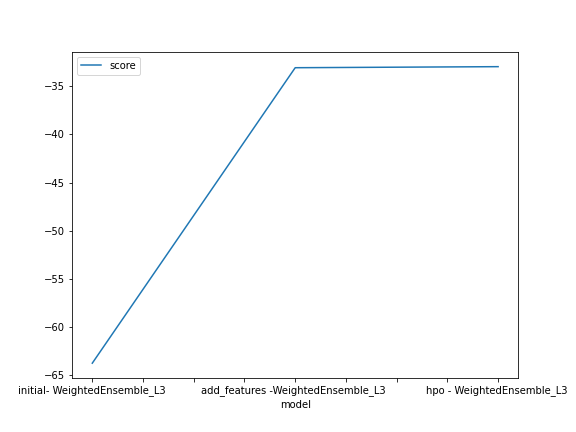 score
−35
−40
−45
−50
−55
−60
−65
initial- WeightedEnsemble_L3 add_features -WeightedEnsemble_L3 hpo - WeightedEnsemble_L3
model